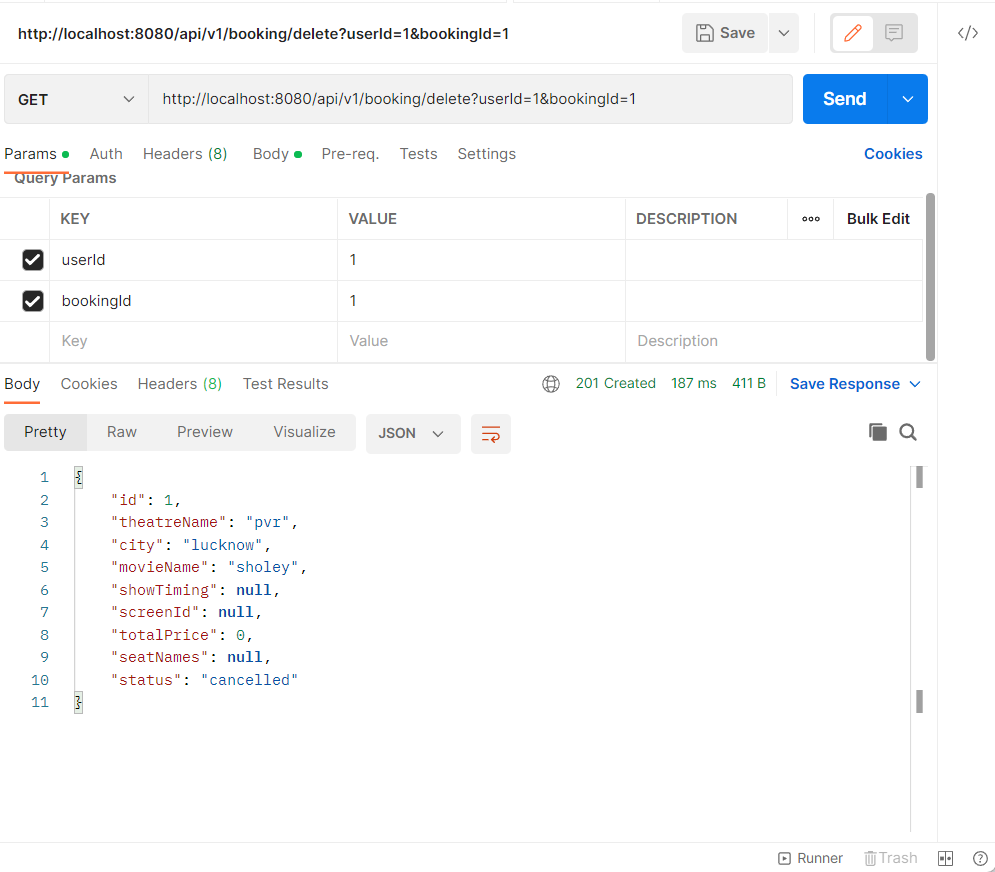 http://localhost:8080/api/v1/booking/delete?userId=1&bookingId=1 Save </>
GET http://localhost:8080/api/v1/booking/delete?userId=1&bookingId=1 Send
Params Auth Headers (8) Body Pre-req. Tests Settings Cookies
Query Params
KEY VALUE DESCRIPTION ooo Bulk Edit
userId 1
bookingId 1
Key Value Description
Body Cookies Headers (8) Test Results 201 Created 187 ms 411 B Save Response
Pretty Raw Preview Visualize JSON
1 {
2 "id": 1,
3 "theatreName": "pvr",
4 "city": "lucknow",
5 "movieName": "sholey",
6 "showTiming": null,
7 "screenId": null,
8 "totalPrice": 0,
9 "seatNames": null,
10 "status": "cancelled"
11 }
Runner Trash ?